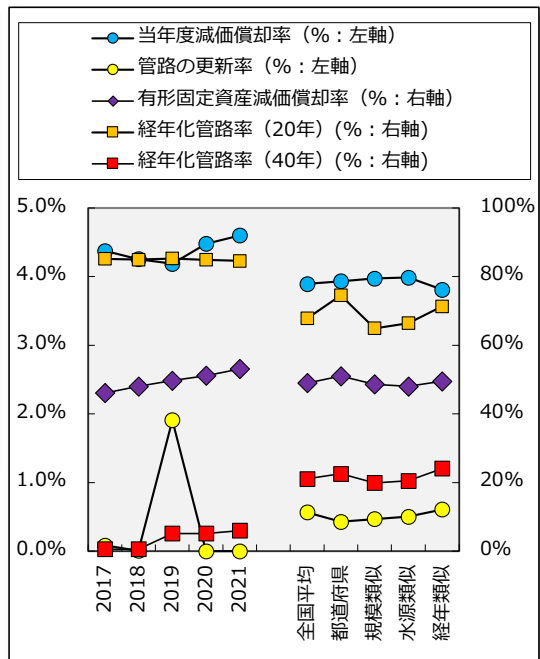 当年度減価償却率（%：左軸）
管路の更新率（%：左軸）
有形固定資産減価償却率（%：右軸）
経年化管路率（20年）(%：右軸)
経年化管路率（40年）(%：右軸)
5.0% 100%
4.0% 80%
3.0% 60%
2.0% 40%
1.0% 20%
0.0% 0%
2017
2018
2019
2020
2021
全国平均
都道府県
規模類似
水源類似
経年類似